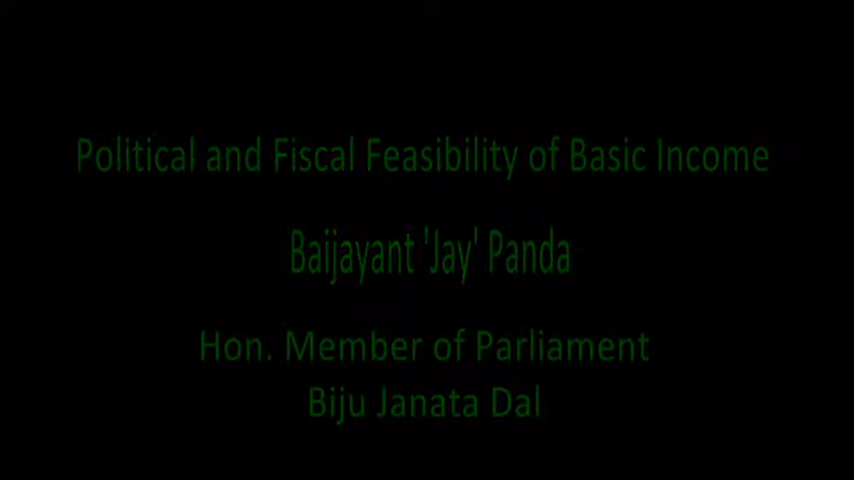 Political and Fiscal Feasibility of Basic Income
Baijayant 'Jay' Panda
Hon. Member of Parliament
Biju Janata Dal